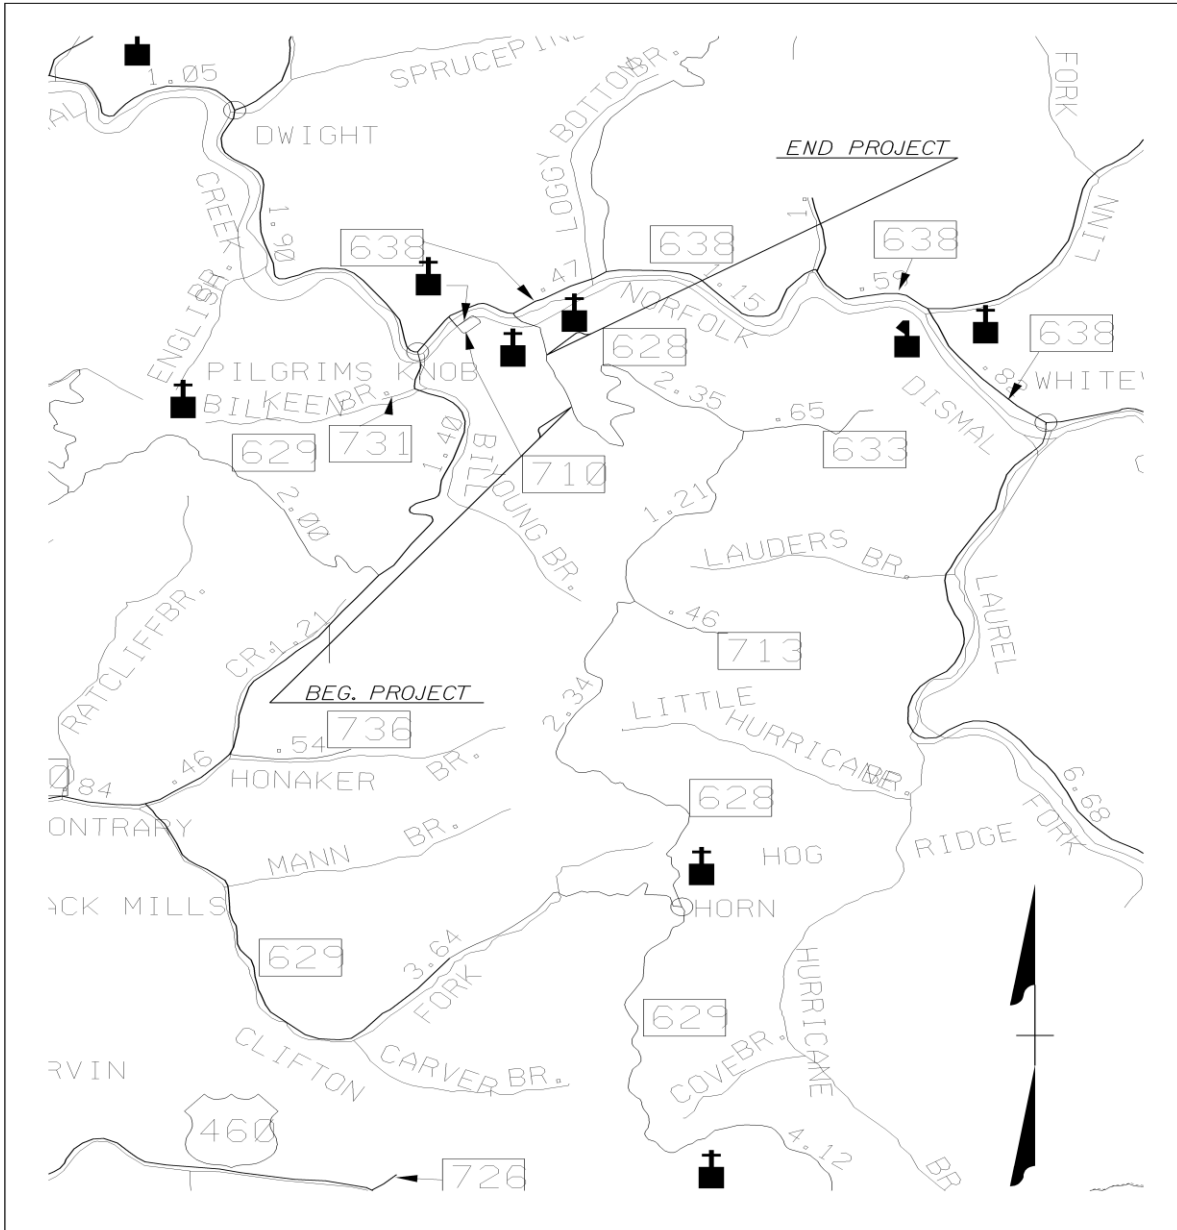 1.05
SPRUCEPINE
BR.
FORK
DWIGHT
LOGGY BOTTOM
END PROJECT
CREEK
1.90
LINN
638
638
638
.47
.15
.59
NORFOLK
ENGLISH
BR.
628
638
PILGRIMS KNOB
2.35
.82
WHITEW
BILL KEEN BR.
.65
DISMAL
629
731
1.40
BILL YOUNG BR.
710
633
2.00
1.21
LAUDERS BR.
RATCLIFF BR.
CR.
1.21
.46
LAUREL
713
BEG. PROJECT
2.34
LITTLE
736
HURRICANE BR.
.54
.46
BR.
0
.84
HONAKER
628
6.68
FORK
ONTRARY
BR.
RIDGE
MANN
HOG
ACK MILLS
HORN
629
3.64
FORK
HURRICANE
629
CLIFTON
CARVER BR.
COVE BR.
RVIN
460
4.12
BR
726